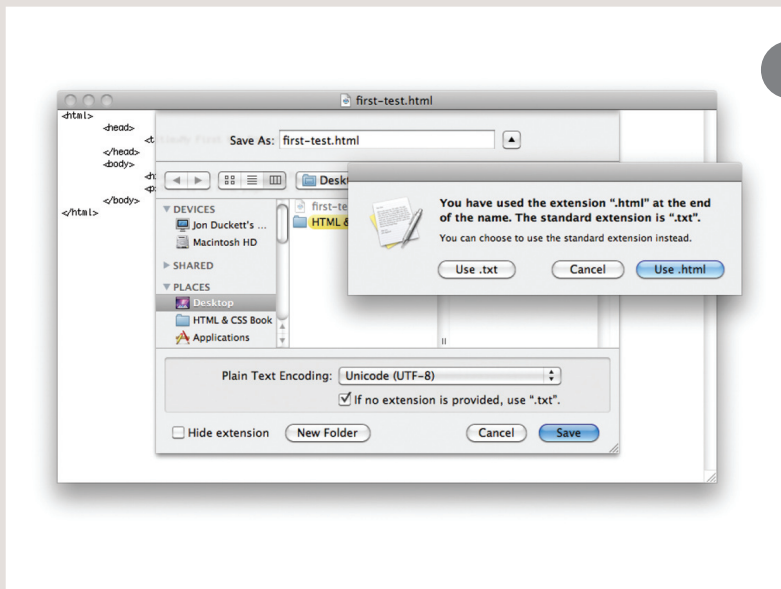 first-test.html
<html>
<head>
<t
Save As: first-test.html
</head>
<body>
<h
<p
</body>
</html>
Desk
You have used the extension “.html” at the end
of the name. The standard extension is “.txt”.
You can choose to use the standard extension instead.
Use .txt Cancel Use .html
DEVICES
Jon Duckett's ...
Macintosh HD
SHARED
PLACES
Desktop
HTML & CSS Book
Applications
first-te
HTML &
Plain Text Encoding: Unicode (UTF-8)
If no extension is provided, use “.txt”.
Hide extension New Folder Cancel Save